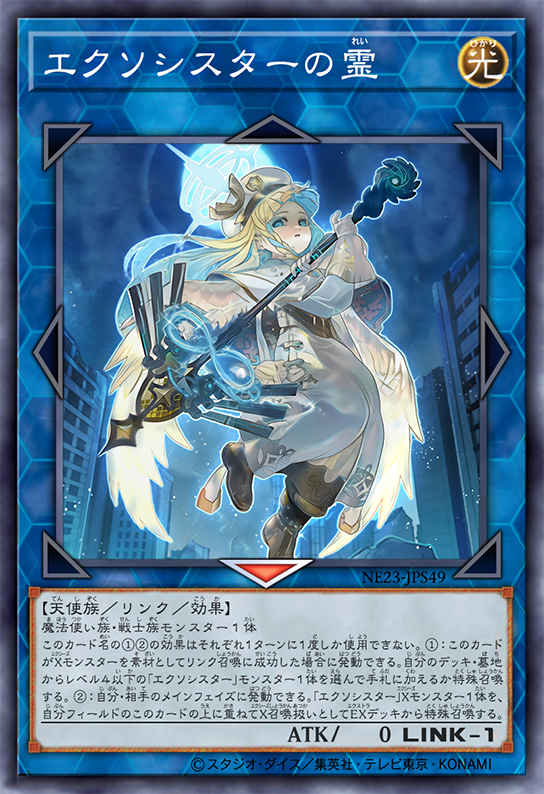 エクソシスターの霊
光
NE23-JPS49
【天使族／リンク／効果】
魔法使い族・戦士族モンスター１体
このカード名の①②の効果はそれぞれ１ターンに１度しか使用できない。①：このカード
がXモンスターを素材としてリンク召喚に成功した場合に発動できる。自分のデッキ・墓地
からレベル４以下の「エクソシスター」モンスター１体を選んで手札に加えるか特殊召喚
する。②：自分・相手のメインフェイズに発動できる。「エクソシスター」Xモンスター１体を、
自分フィールドのこのカードの上に重ねてX召喚扱いとしてEXデッキから特殊召喚する。
ATK/ 0 LINK-1
©スタジオ・ダイス/集英社・テレビ東京・KONAMI